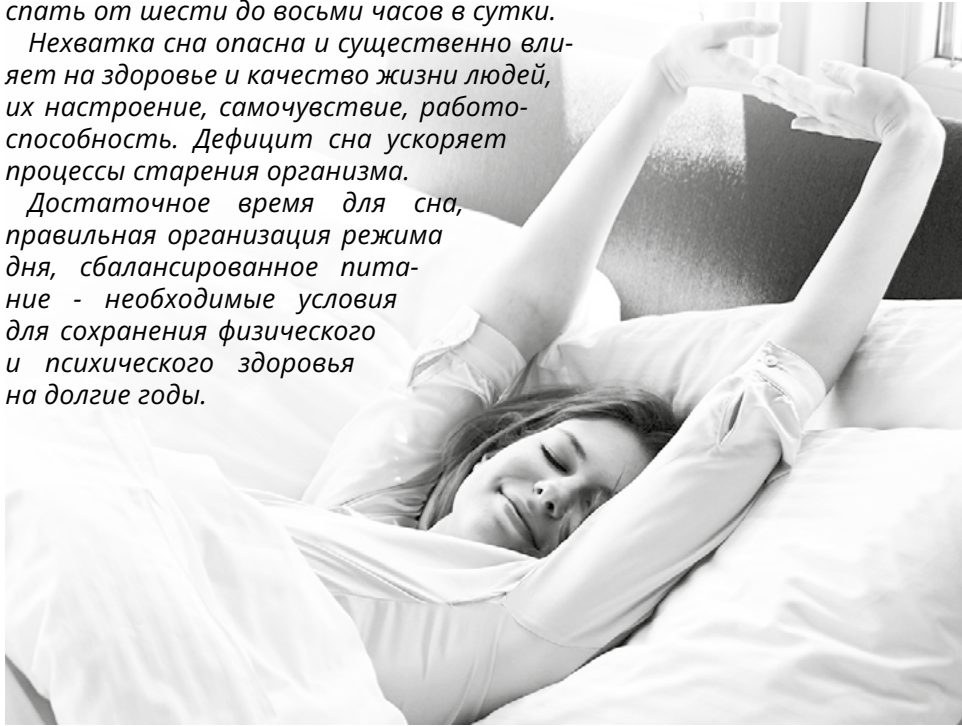 спать от шести до восьми часов в сутки.
Нехватка сна опасна и существенно вли-
яет на здоровье и качество жизни людей,
их настроение, самочувствие, работо-
способность. Дефицит сна ускоряет
процессы старения организма.
Достаточное время для сна,
правильная организация режима
дня, сбалансированное пита-
ние - необходимые условия
для сохранения физического
и психического здоровья
на долгие годы.